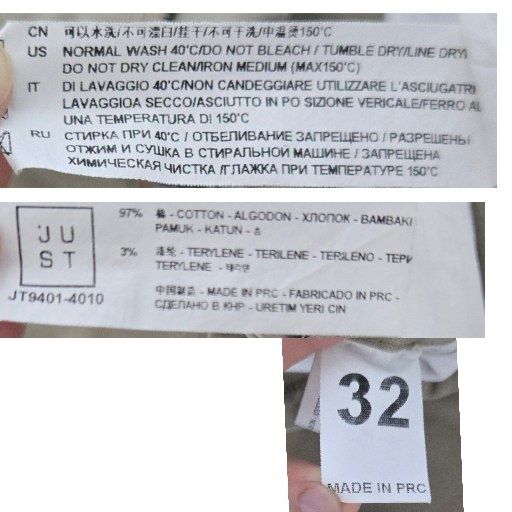 CN 可以水洗/不可漂白/挂干/不可干洗/中温烫150°C
US NORMAL WASH 40°C/DO NOT BLEACH / TUMBLE DRY/LINE DRY/
DO NOT DRY CLEAN/IRON MEDIUM (MAX150°C)
IT DI LAVAGGIO 40°C/NON CANDEGGIARE UTILIZZARE L'ASCIUGATRI
LAVAGGIOA SECCO/ASCIUTTO IN PO SIZIONE VERICALE/FERRO AL
UNA TEMPERATURA DI 150°C
RU СТИРКА ПРИ 40°C / ОТБЕЛИВАНИЕ ЗАПРЕЩЕНО / РАЗРЕШЕНЫ
ОТЖИМ И СУШКА В СТИРАЛЬНОЙ МАШИНЕ / ЗАПРЕЩЕНА
ХИМИЧЕСКАЯ ЧИСТКА /ГЛАЖКА ПРИ ТЕМПЕРАТУРЕ 150°C
JU
ST
JT9401-4010
97% 棉 - COTTON - ALGODON - ХЛОПОК - BAMBAKI
PAMUK - KATUN -
3% 涤纶 - TERYLENE - TERILENE - TERILENO - ТЕРИ
TERYLENE -
中国制造 - MADE IN PRC - FABRICADO IN PRC -
СДЕЛАНО В КНР - URETIM YERI CIN
32
MADE IN PRC